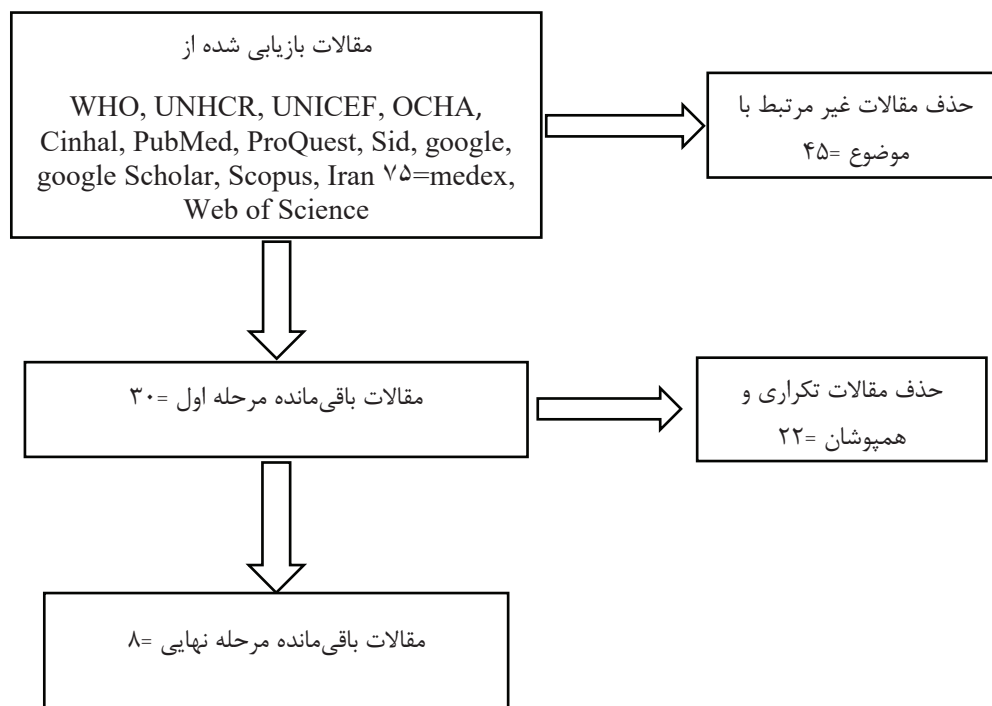 مقالات بازیابی شده از
WHO, UNHCR, UNICEF, OCHA,
Cinhal, PubMed, ProQuest, Sid, google,
google Scholar, Scopus, Iran ۷۵=medex,
Web of Science
حذف مقالات غیر مرتبط با
موضوع =۴۵
مقالات باقی‌مانده مرحله اول =۳۰
حذف مقالات تکراری و
همپوشان =۲۲
مقالات باقی‌مانده مرحله نهایی =۸